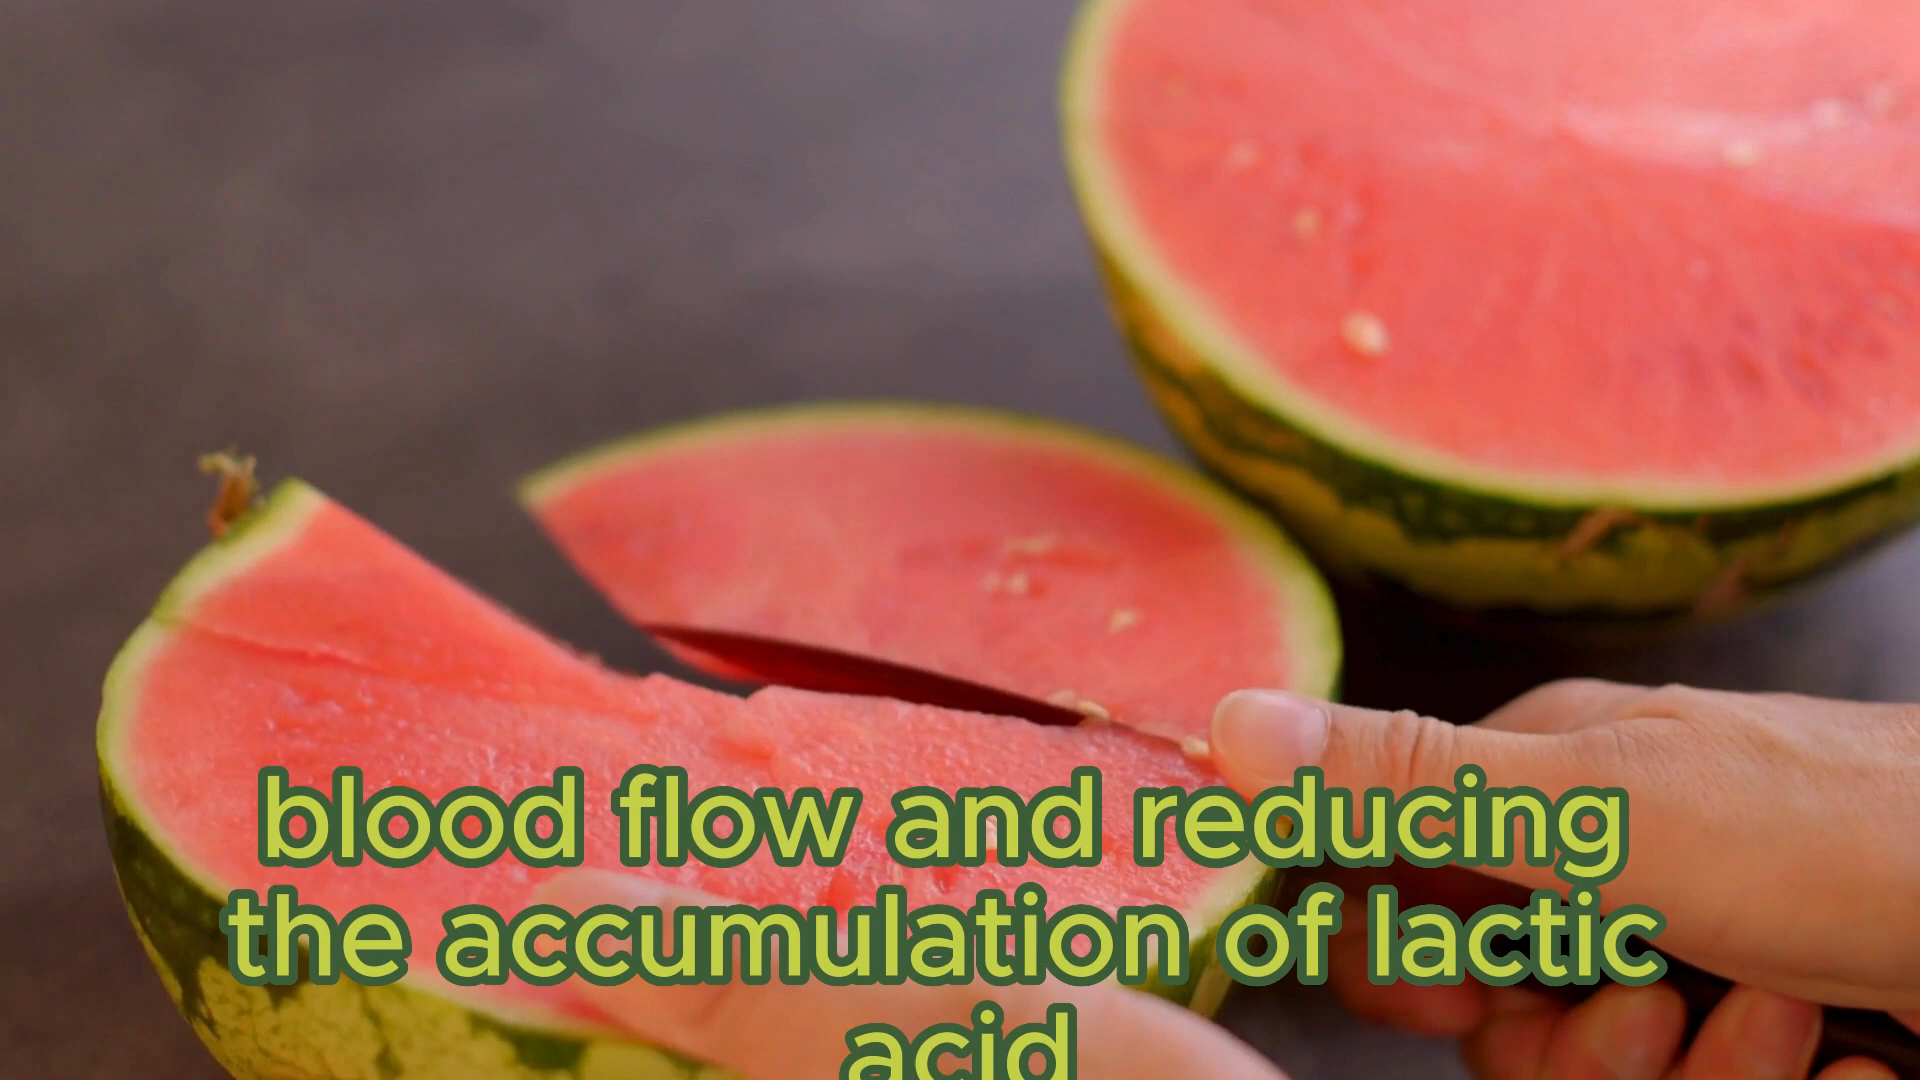 blood flow and reducing
the accumulation of lactic
acid